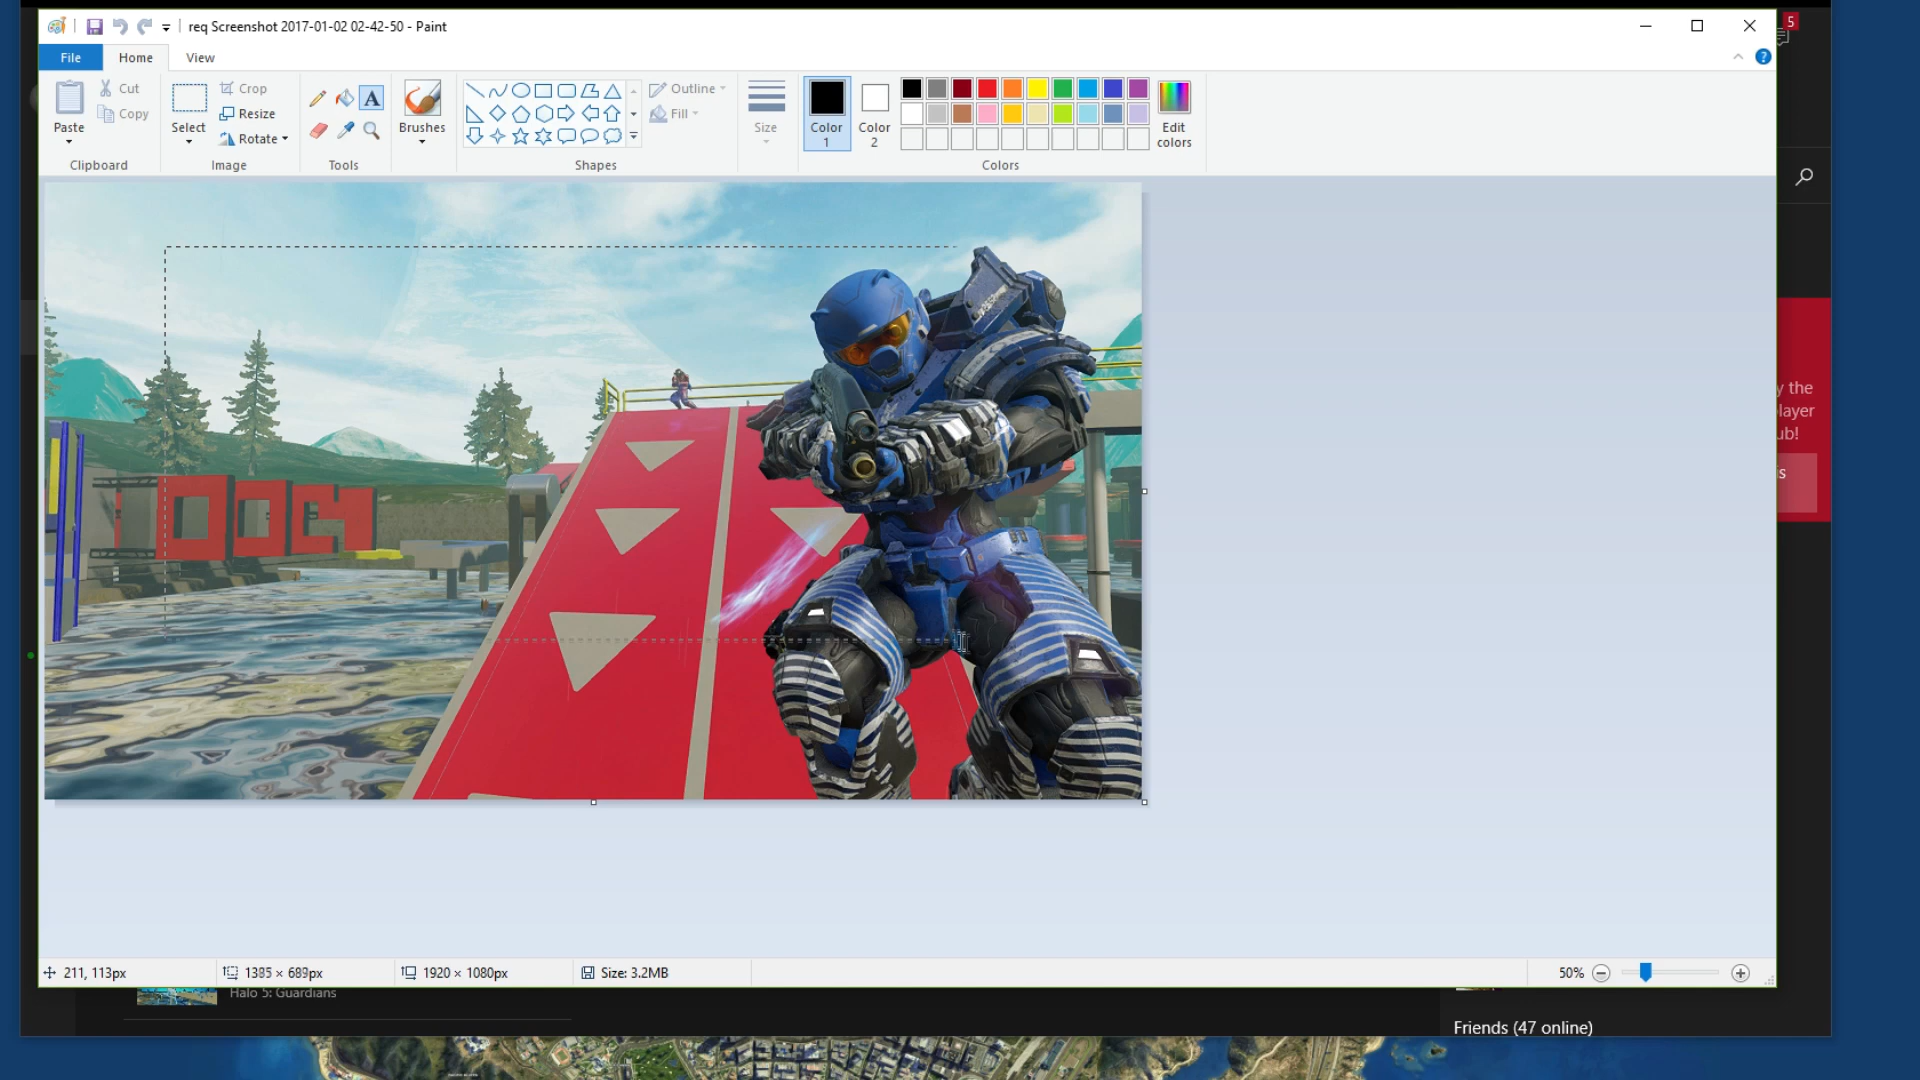 req Screenshot 2017-01-02 02-42-50 - Paint
5
File
Home
View
Paste
Cut
Copy
Clipboard
Select
Crop
Resize
Rotate
Image
A
Tools
Brushes
Outline
Fill
Shapes
Size
Color
1
Color
2
Edit
colors
Colors
y the
layer
ub!
s
211, 113px
1385 × 689px
1920 × 1080px
Size: 3.2MB
50%
Halo 5: Guardians
Friends (47 online)